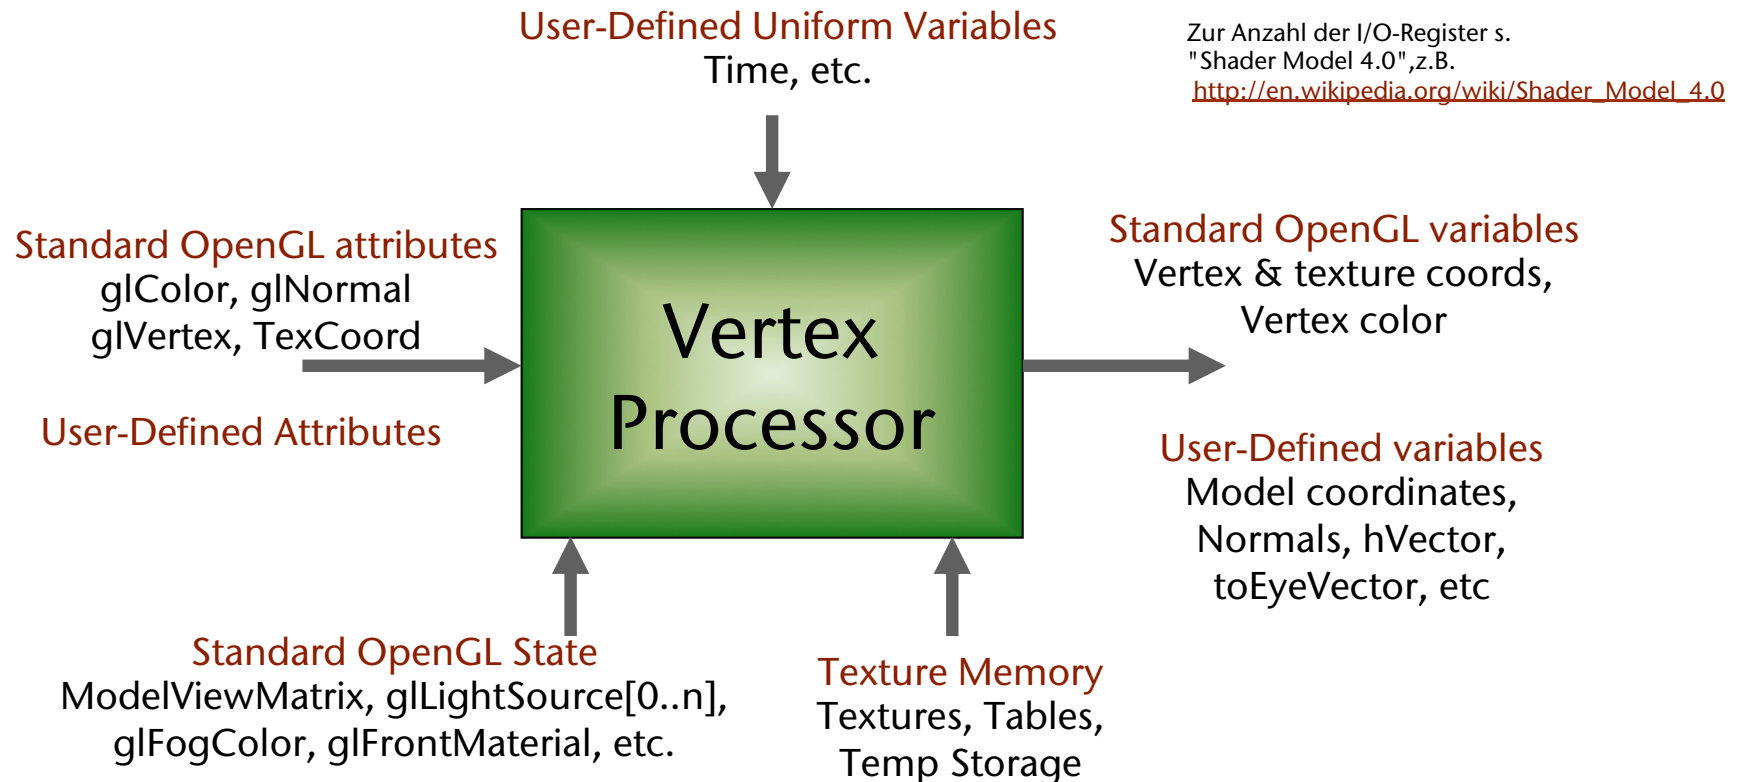 User-Defined Uniform Variables
Time, etc.
Zur Anzahl der I/O-Register s.
"Shader Model 4.0",z.B.
http://en.wikipedia.org/wiki/Shader_Model_4.0
Standard OpenGL attributes
glColor, glNormal
glVertex, TexCoord
User-Defined Attributes
Vertex
Processor
Standard OpenGL variables
Vertex & texture coords,
Vertex color
User-Defined variables
Model coordinates,
Normals, hVector,
toEyeVector, etc
Standard OpenGL State
ModelViewMatrix, glLightSource[0..n],
glFogColor, glFrontMaterial, etc.
Texture Memory
Textures, Tables,
Temp Storage